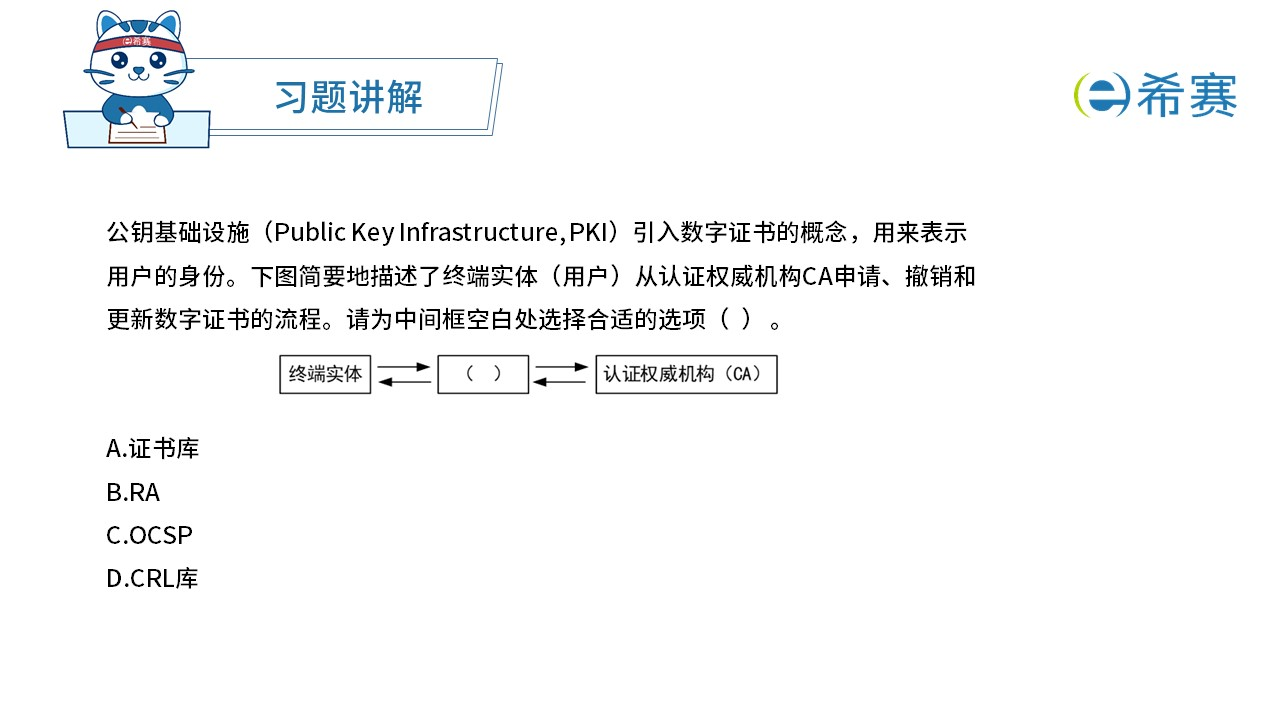 希赛
习题讲解
希赛
公钥基础设施（Public Key Infrastructure,PKI）引入数字证书的概念，用来表示
用户的身份。下图简要地描述了终端实体（用户）从认证权威机构CA申请、撤销和
更新数字证书的流程。请为中间框空白处选择合适的选项（ ）。
终端实体 （ ） 认证权威机构（CA）
A.证书库
B.RA
C.OCSP
D.CRL库